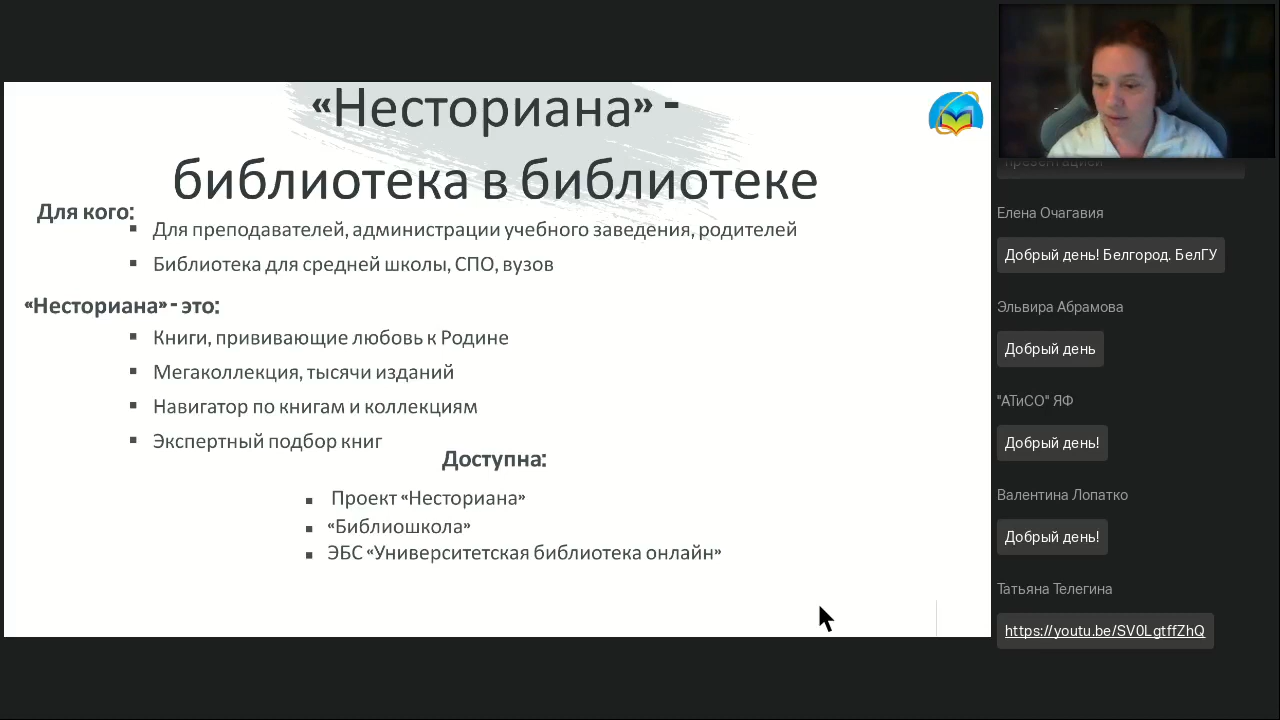 «Несториана» -
библиотека в библиотеке
Для кого:
▪ Для преподавателей, администрации учебного заведения, родителей
▪ Библиотека для средней школы, СПО, вузов
«Несториана» - это:
▪ Книги, прививающие любовь к Родине
▪ Мегаколлекция, тысячи изданий
▪ Навигатор по книгам и коллекциям
▪ Экспертный подбор книг
Доступна:
▪ Проект «Несториана»
▪ «Библиошкола»
▪ ЭБС «Университетская библиотека онлайн»
презентацией
Елена Очагавия
Добрый день! Белгород. БелГУ
Эльвира Абрамова
Добрый день
"АТиСО" ЯФ
Добрый день!
Валентина Лопатко
Добрый день!
Татьяна Телегина
https://youtu.be/SV0LgtffZhQ